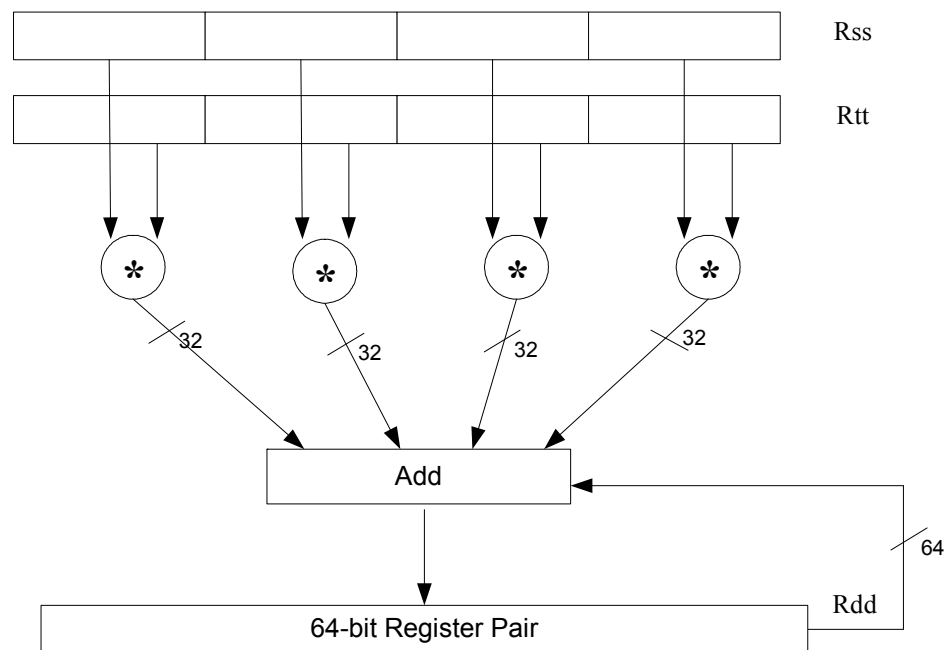 Rss
Rtt
* * * *
32 32 32 32
Add
64
Rdd
64-bit Register Pair